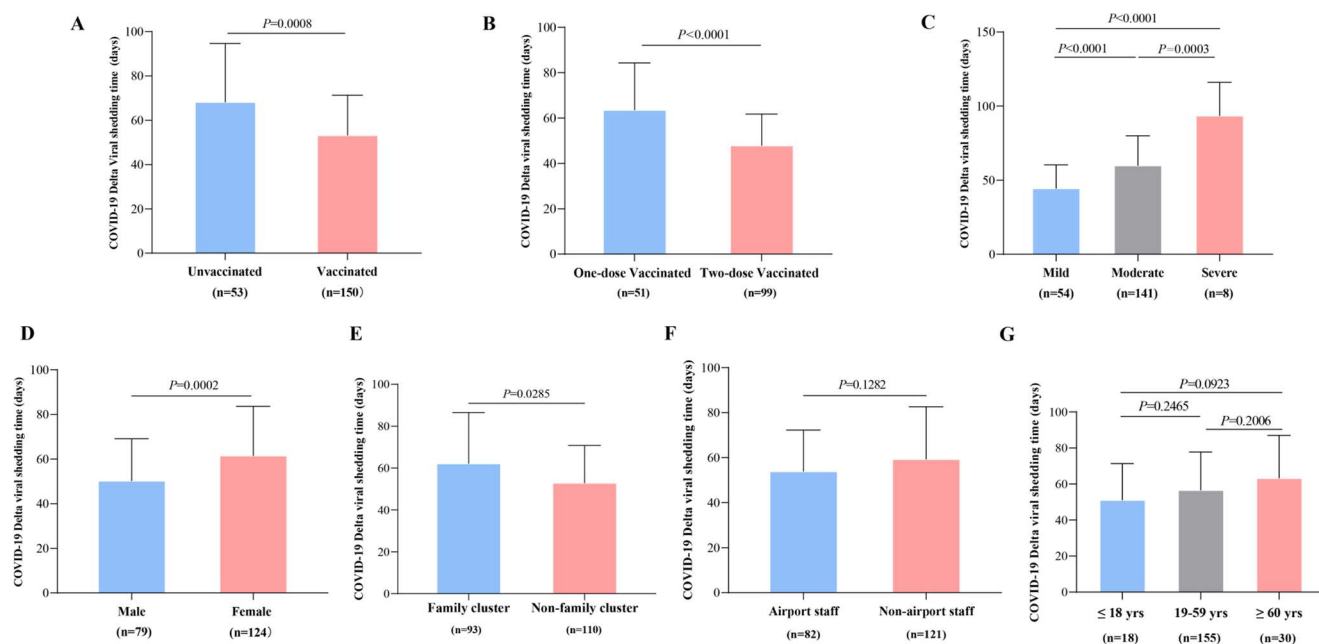 A
COVID-19 Delta Viral shedding time (days)
P=0.0008
100
80
60
40
20
0
Unvaccinated Vaccinated
(n=53) (n=150）
B
COVID-19 Delta viral shedding time (days)
P<0.0001
100
80
60
40
20
0
One-dose Vaccinated Two-dose Vaccinated
(n=51) (n=99)
C
COVID-19 Delta viral shedding time (days)
P<0.0001
P<0.0001 P=0.0003
150
100
50
0
Mild Moderate Severe
(n=54) (n=141) (n=8)
D
COVID-19 Delta viral shedding time (days)
P=0.0002
100
80
60
40
20
0
Male Female
(n=79) (n=124）
E
COVID-19 Delta viral shedding time (days)
P=0.0285
100
80
60
40
20
0
Family cluster Non-family cluster
(n=93) (n=110)
F
COVID-19 Delta viral shedding time (days)
P=0.1282
100
80
60
40
20
0
Airport staff Non-airport staff
(n=82) (n=121)
G
COVID-19 Delta viral shedding time (days)
P=0.0923
P=0.2465 P=0.2006
100
80
60
40
20
0
≤ 18 yrs 19-59 yrs ≥ 60 yrs
(n=18) (n=155) (n=30)